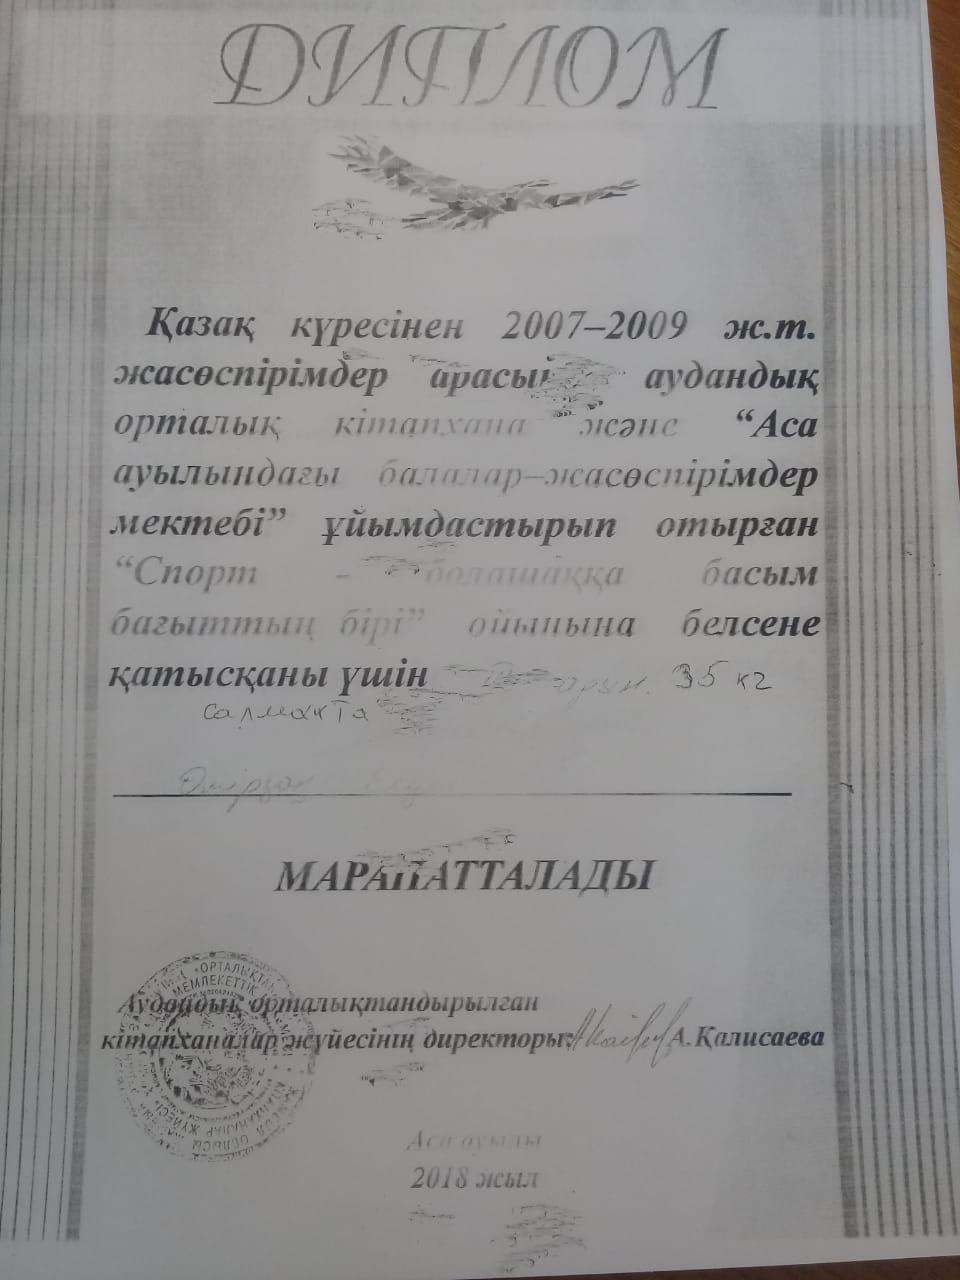 ДИПЛОМ
Қазақ күресінен 2007–2009 ж.т.
жасөспірімдер аудандық
орталық кітапхана және “Аса
ауылындағы балалар–жасөспірімдер
мектебі” ұйымдастырып отырған
“Спорт - болашаққа басым
бағыттың бірі” ойынына белсене
қатысқаны үшін орын. 35 кг
салмақта
МАРАПАТТАЛАДЫ
Аудандық орталықтандырылған
кітапханалар жүйесінің директоры: А. Қалисаева
Аса ауылы
2018 жыл